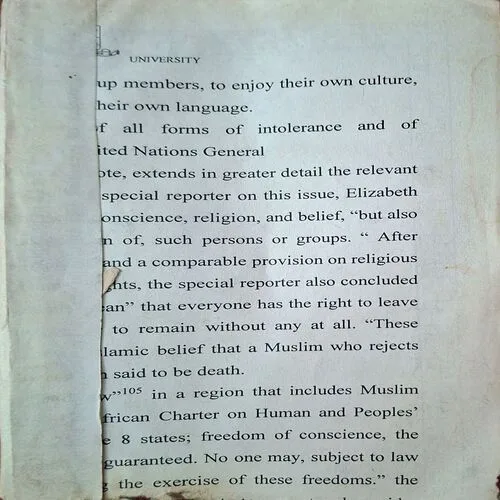 UNIVERSITY
up members, to enjoy their own culture,
heir own language.
f all forms of intolerance and of
ited Nations General
ote, extends in greater detail the relevant
special reporter on this issue, Elizabeth
onscience, religion, and belief, “but also
n of, such persons or groups. “ After
and a comparable provision on religious
hts, the special reporter also concluded
an” that everyone has the right to leave
to remain without any at all. “These
lamic belief that a Muslim who rejects
n said to be death.
w”105 in a region that includes Muslim
frican Charter on Human and Peoples’
e 8 states; freedom of conscience, the
guaranteed. No one may, subject to law
g the exercise of these freedoms.” the